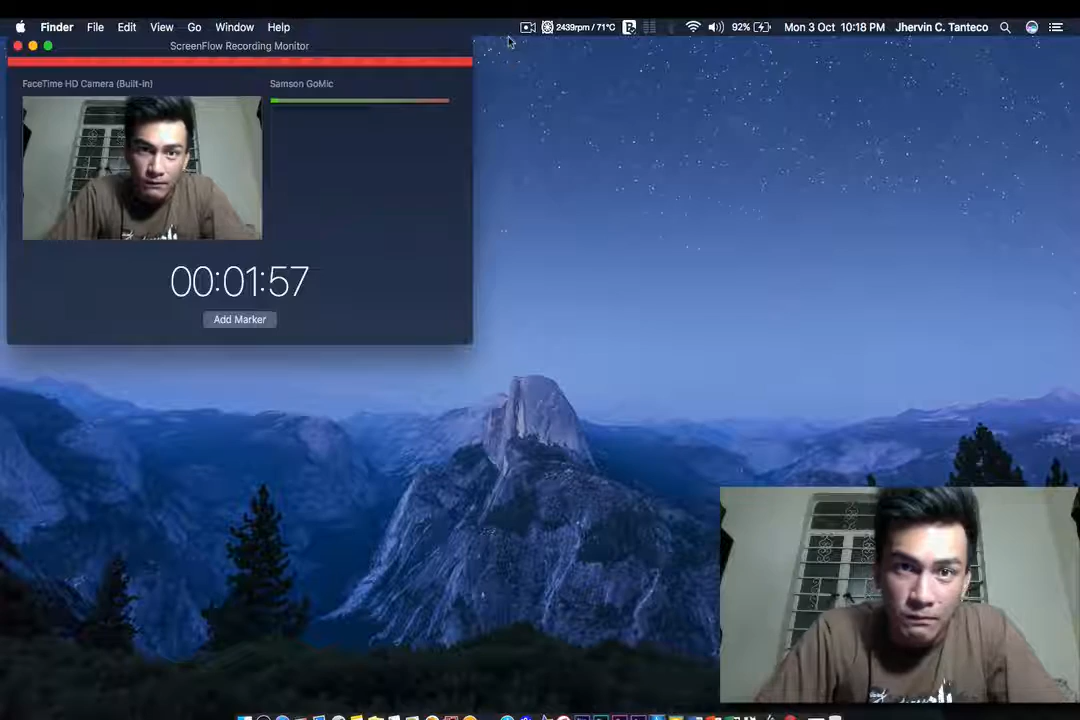 Finder File Edit View Go Window Help 2439rpm / 71°C 92% Mon 3 Oct 10:18 PM Jhervin C. Tanteco
ScreenFlow Recording Monitor
FaceTime HD Camera (Built-in) Samson GoMic
00:01:57
Add Marker